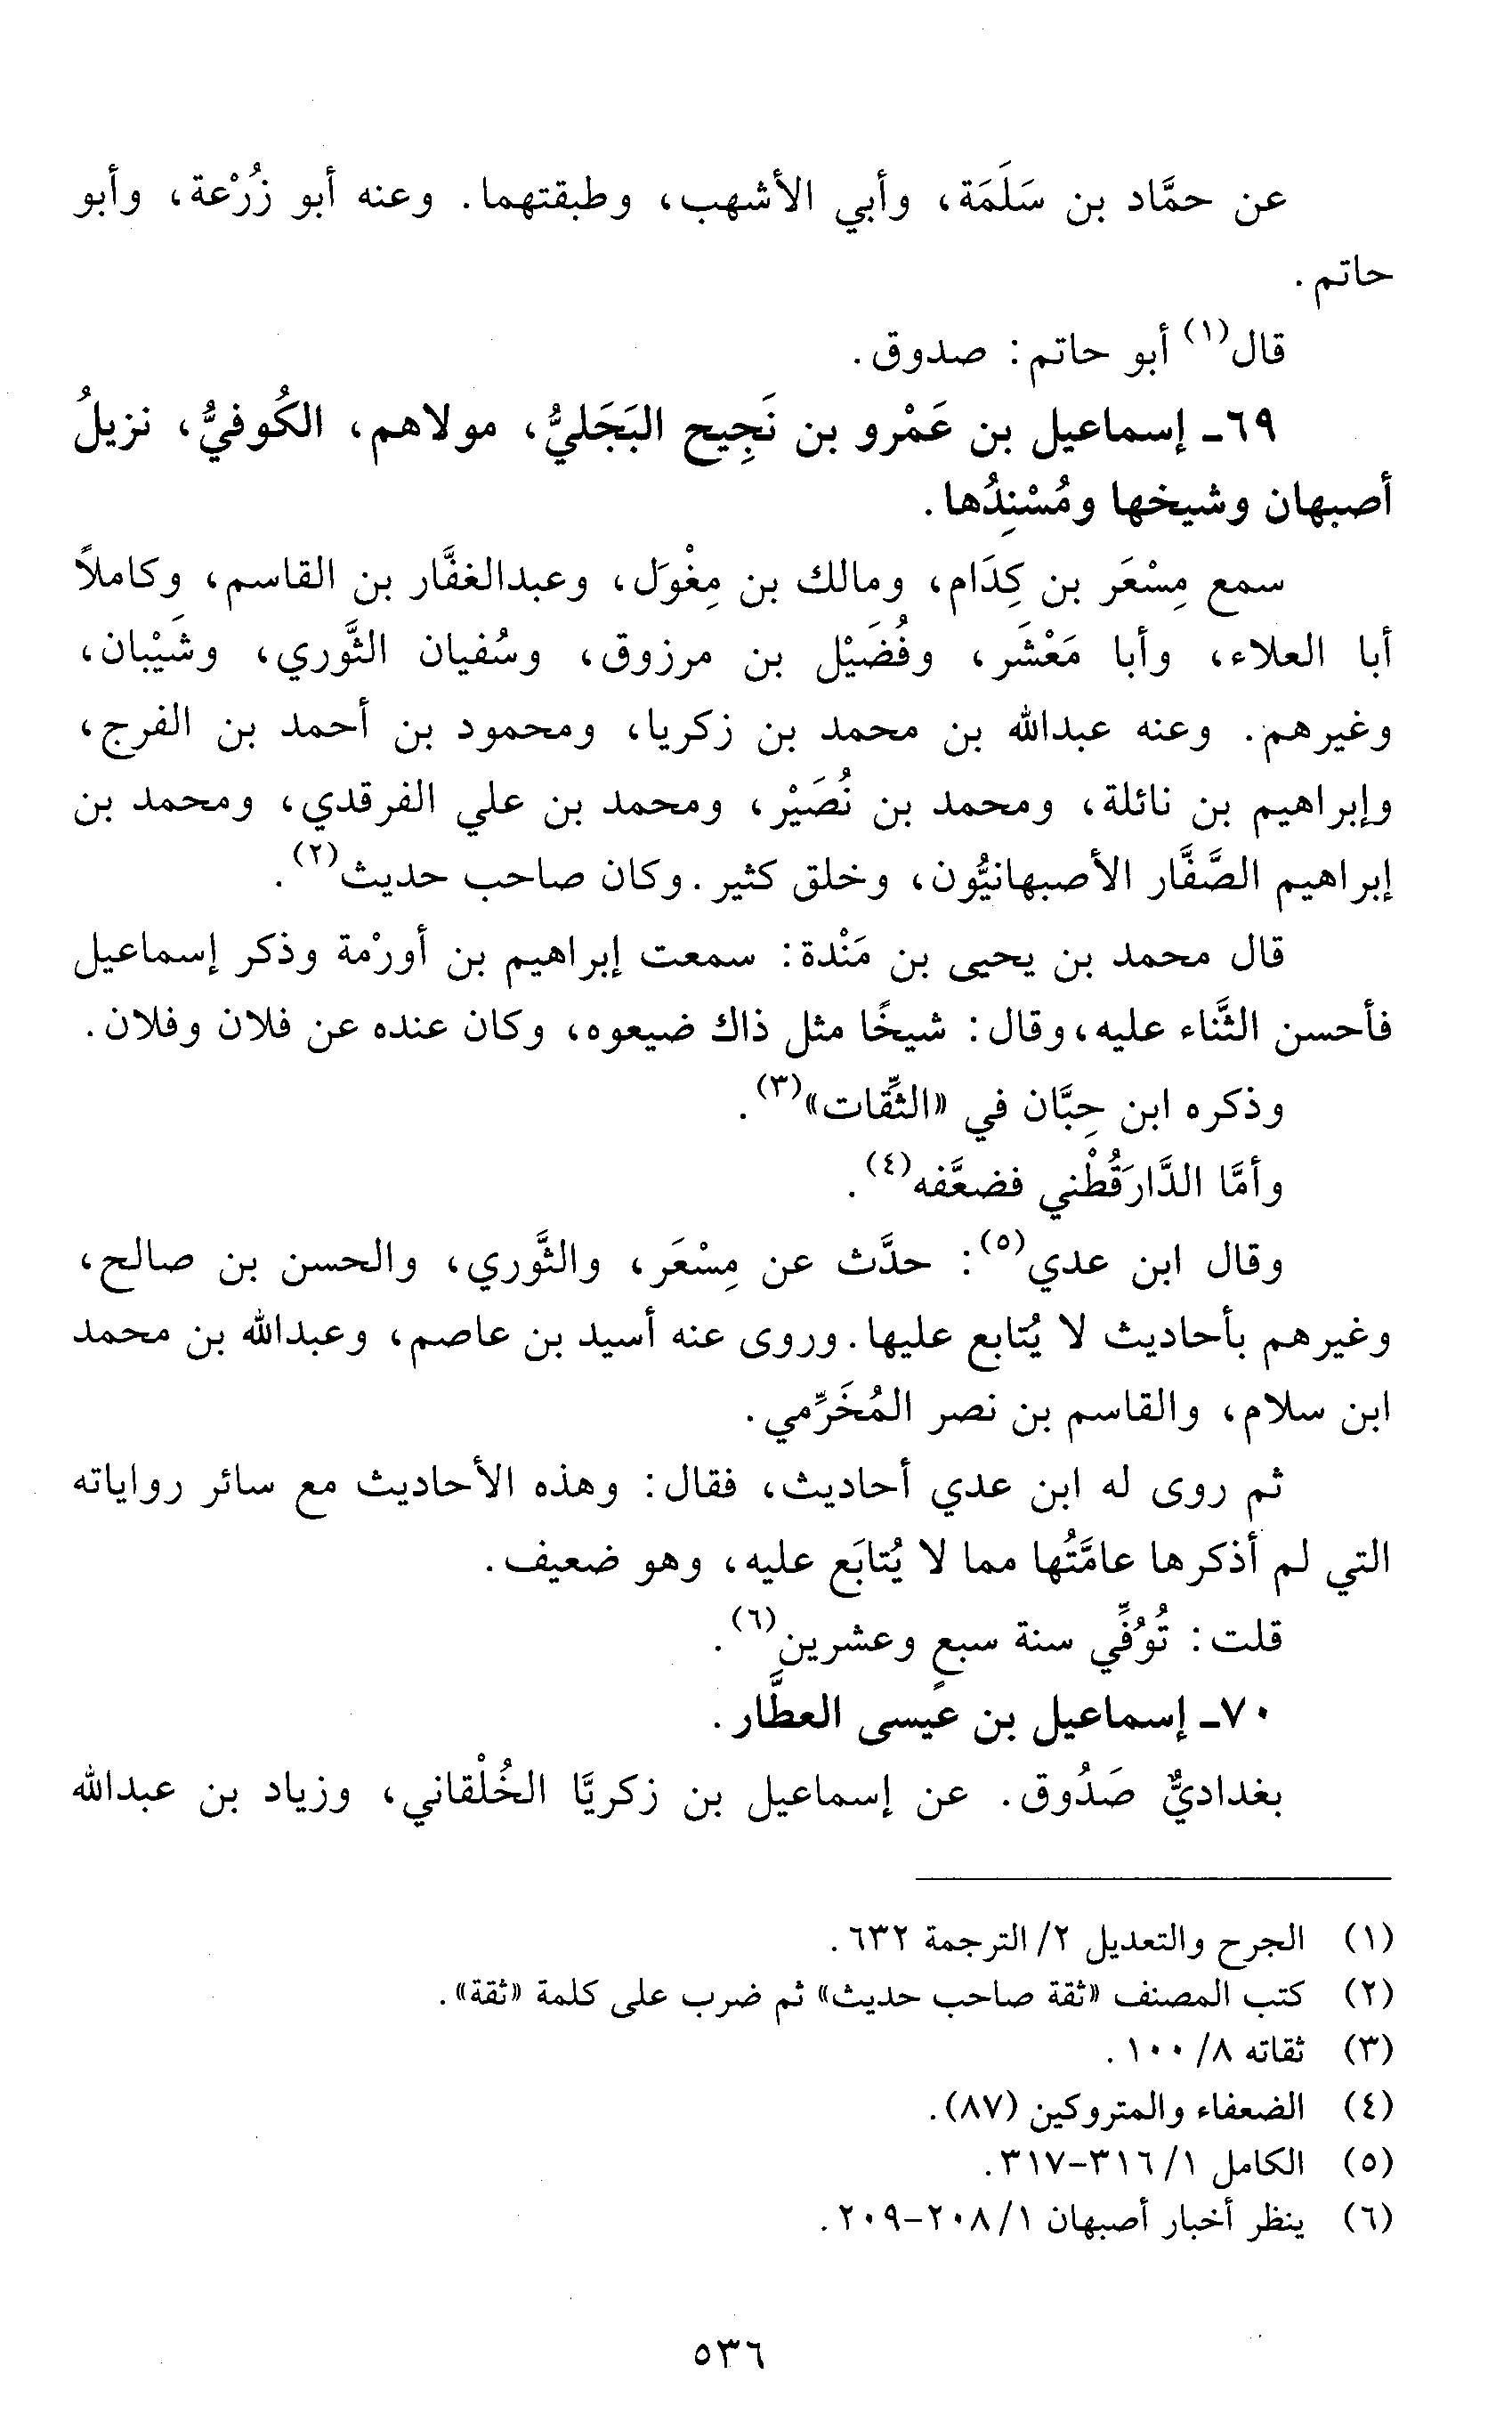 عن حمَّاد بن سَلَمَة، وأبي الأشهب، وطبقتهما. وعنه أبو زُرْعة، وأبو
حاتم.
قال(١) أبو حاتم: صدوق.
٦٩ـ إسماعيل بن عَمْرو بن نَجِيح البَجَليُّ، مولاهم، الكُوفيُّ، نزيلُ
أصبهان وشيخها ومُسْنِدُها.
سمع مِسْعَر بن كِدَام، ومالك بن مِغْوَل، وعبدالغفَّار بن القاسم، وكاملاً
أبا العلاء، وأبا مَعْشَر، وفُضَيْل بن مرزوق، وسُفيان الثَّوري، وشَيْبان،
وغيرهم. وعنه عبدالله بن محمد بن زكريا، ومحمود بن أحمد بن الفرج،
وإبراهيم بن نائلة، ومحمد بن نُصَيْر، ومحمد بن علي الفرقدي، ومحمد بن
إبراهيم الصَّفَّار الأصبهانيُّون، وخلق كثير. وكان صاحب حديث(٢).
قال محمد بن يحيى بن مَنْدة: سمعت إبراهيم بن أورْمة وذكر إسماعيل
فأحسن الثَّناء عليه، وقال: شيخًا مثل ذاك ضيعوه، وكان عنده عن فلان وفلان.
وذكره ابن حِبَّان في «الثِّقات»(٣).
وأمَّا الدَّارَقُطْني فضعَّفه(٤).
وقال ابن عدي(٥): حدَّث عن مِسْعَر، والثَّوري، والحسن بن صالح،
وغيرهم بأحاديث لا يُتابع عليها. وروى عنه أسيد بن عاصم، وعبدالله بن محمد
ابن سلام، والقاسم بن نصر المُخَرِّمي.
ثم روى له ابن عدي أحاديث، فقال: وهذه الأحاديث مع سائر رواياته
التي لم أذكرها عامَّتُها مما لا يُتابَع عليه، وهو ضعيف.
قلت: تُوُفِّي سنة سبعٍ وعشرين(٦).
٧٠ـ إسماعيل بن عيسى العطَّار.
بغداديٌّ صَدُوق. عن إسماعيل بن زكريَّا الخُلْقاني، وزياد بن عبدالله
(١) الجرح والتعديل ٢/ الترجمة ٦٣٢.
(٢) كتب المصنف «ثقة صاحب حديث» ثم ضرب على كلمة «ثقة».
(٣) ثقاته ٨/ ١٠٠.
(٤) الضعفاء والمتروكين (٨٧).
(٥) الكامل ١/ ٣١٦-٣١٧.
(٦) ينظر أخبار أصبهان ١/ ٢٠٨-٢٠٩.
٥٣٦